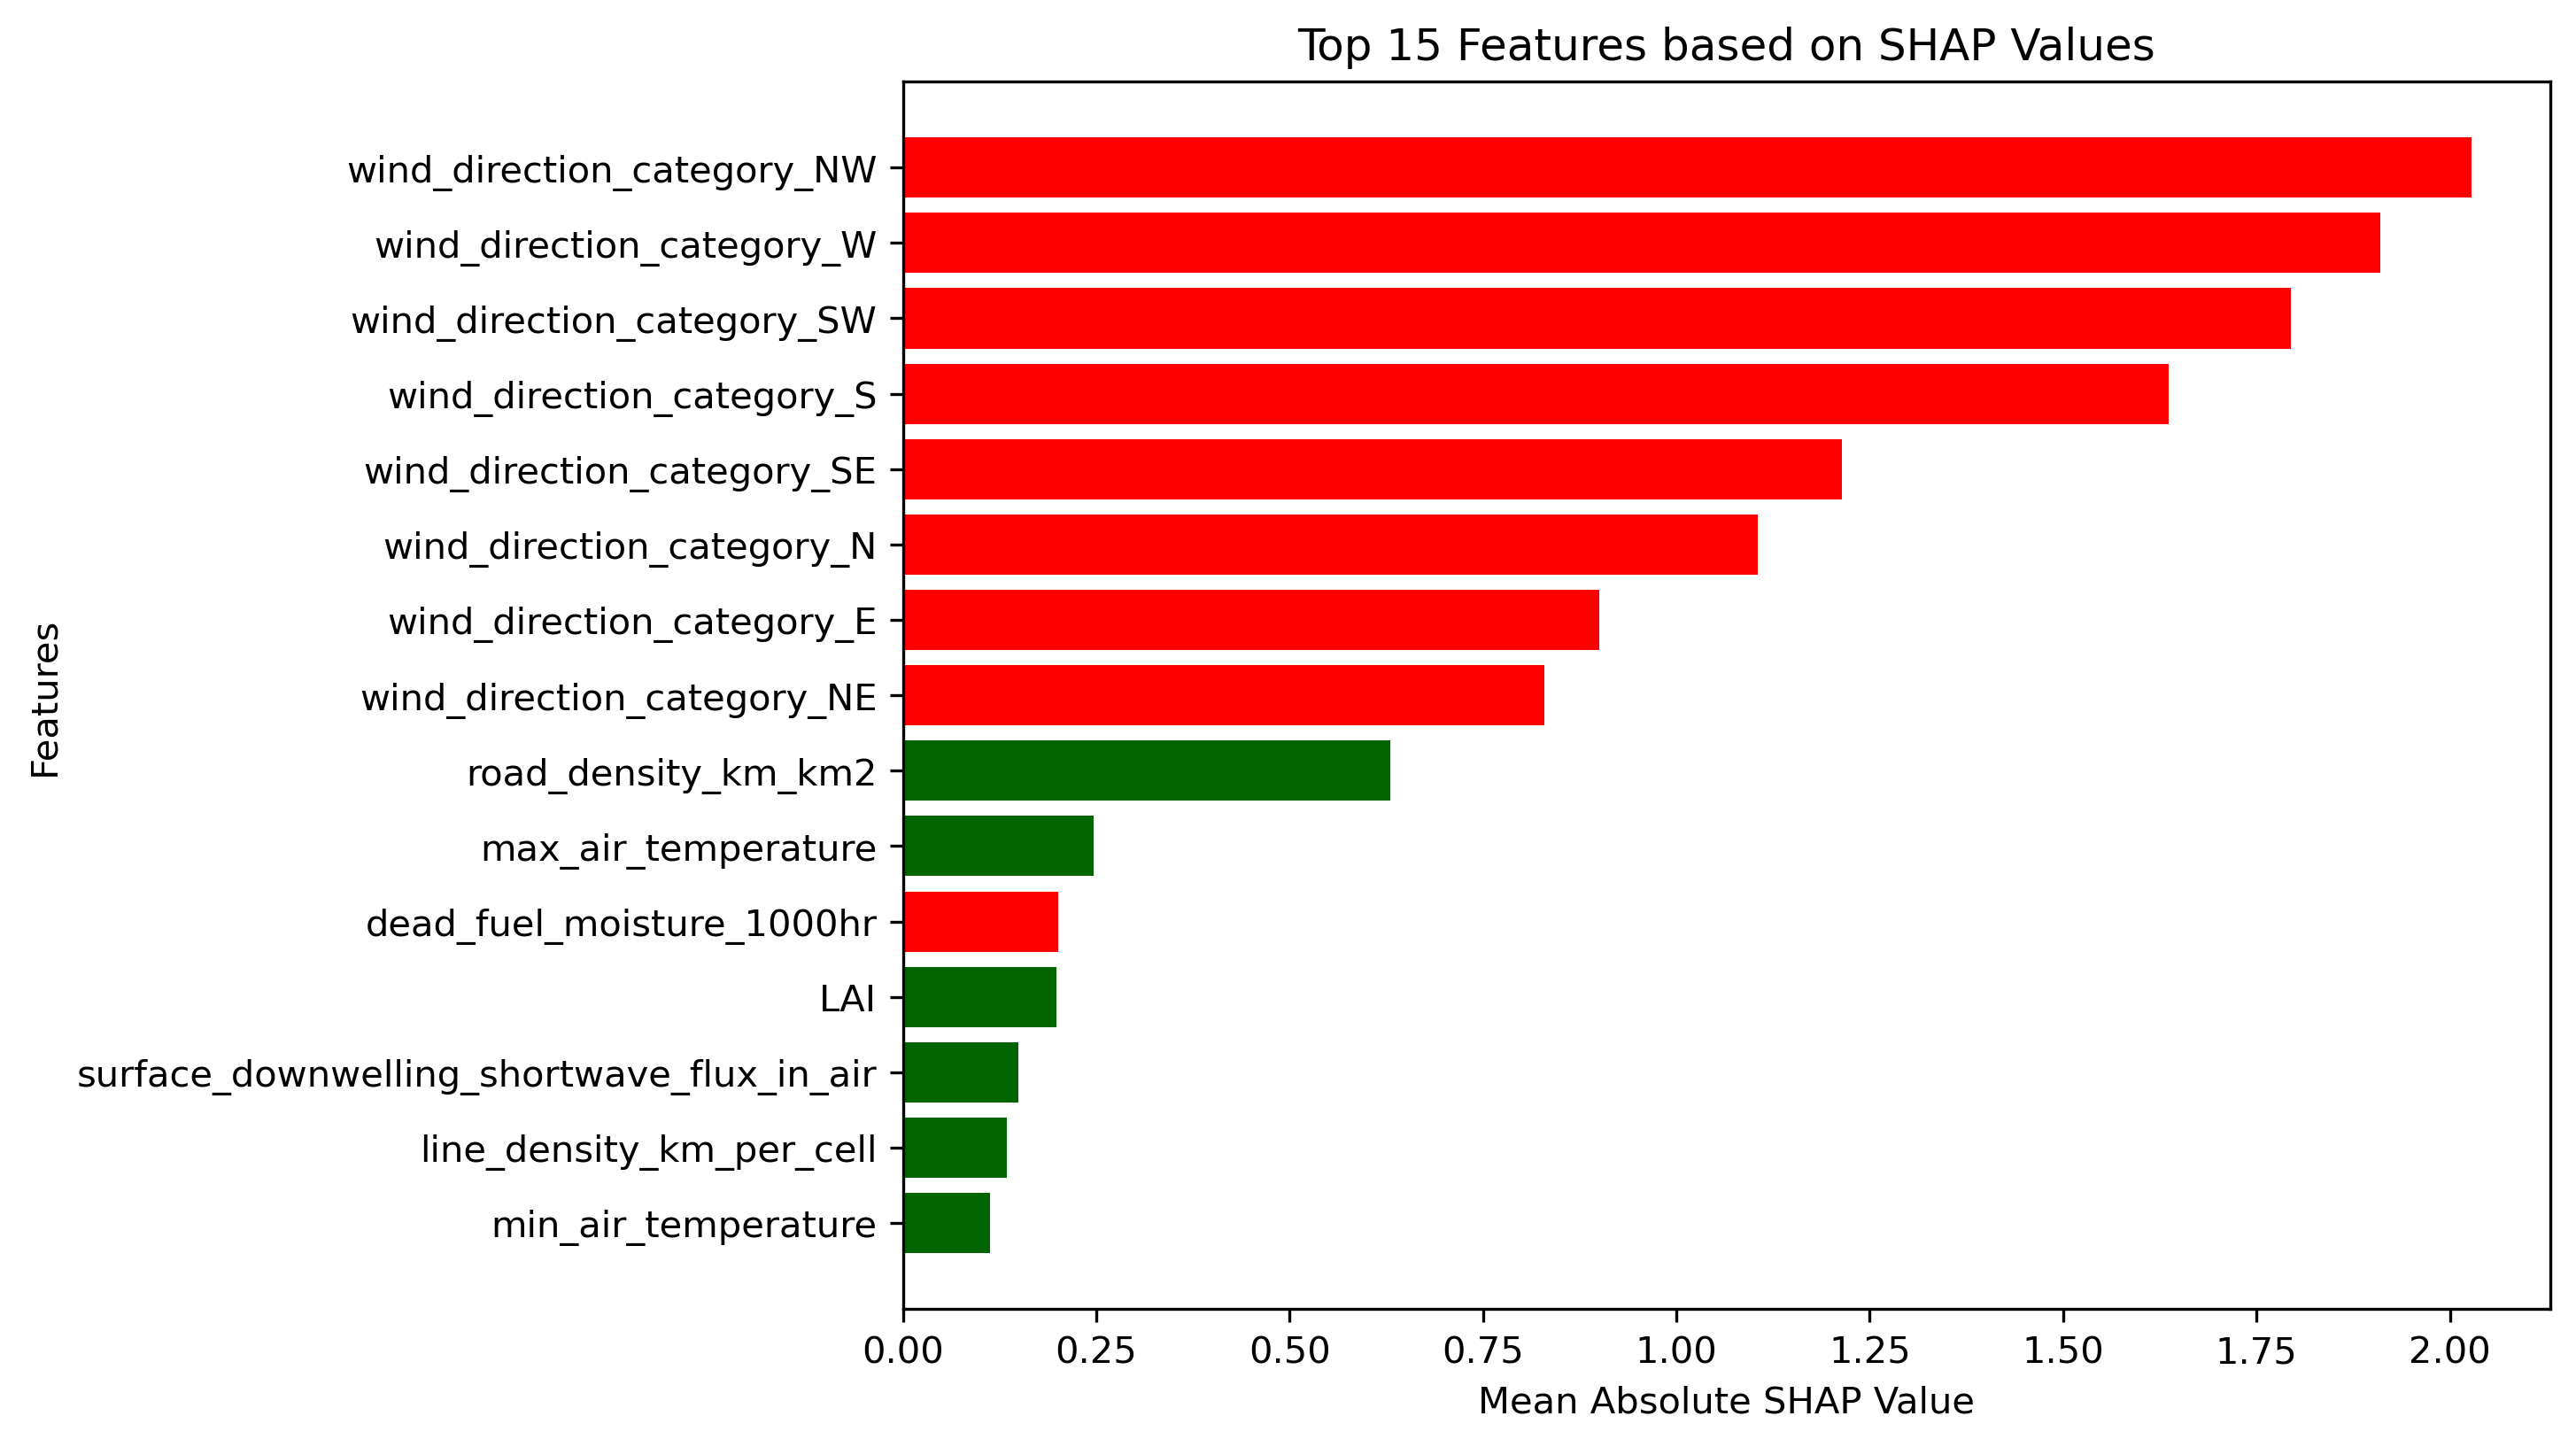 Top 15 Features based on SHAP Values
wind_direction_category_NW
wind_direction_category_W
wind_direction_category_SW
wind_direction_category_S
wind_direction_category_SE
wind_direction_category_N
wind_direction_category_E
wind_direction_category_NE
road_density_km_km2
max_air_temperature
dead_fuel_moisture_1000hr
LAI
surface_downwelling_shortwave_flux_in_air
line_density_km_per_cell
min_air_temperature
Features
0.00 0.25 0.50 0.75 1.00 1.25 1.50 1.75 2.00
Mean Absolute SHAP Value